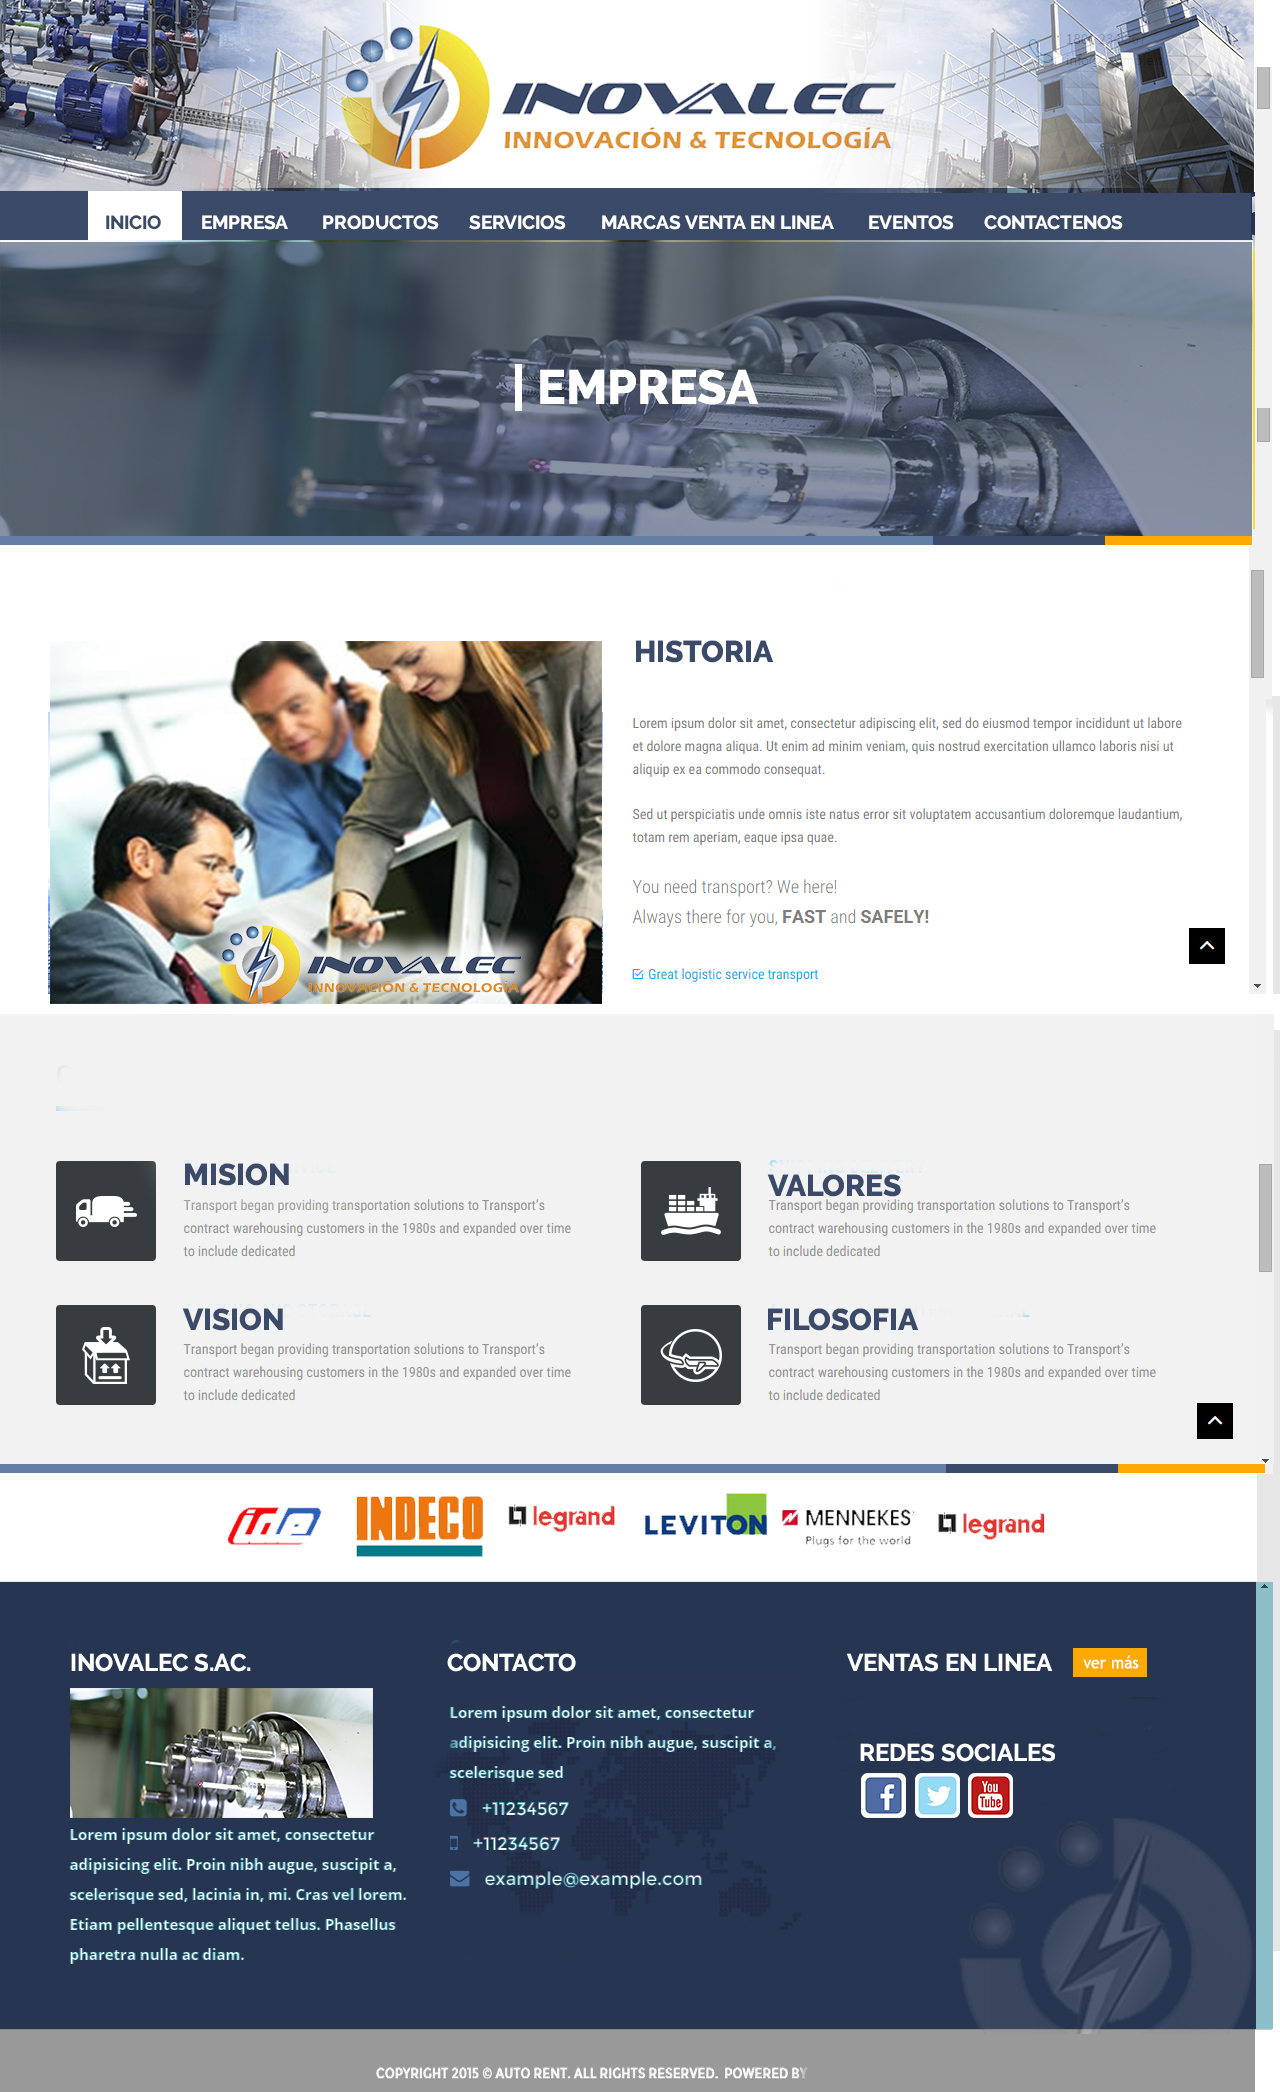 INOVALEC
INNOVACIÓN & TECNOLOGÍA
INICIO EMPRESA PRODUCTOS SERVICIOS MARCAS VENTA EN LINEA EVENTOS CONTACTENOS
| EMPRESA
HISTORIA
Lorem ipsum dolor sit amet, consectetur adipiscing elit, sed do eiusmod tempor incididunt ut labore
et dolore magna aliqua. Ut enim ad minim veniam, quis nostrud exercitation ullamco laboris nisi ut
aliquip ex ea commodo consequat.
Sed ut perspiciatis unde omnis iste natus error sit voluptatem accusantium doloremque laudantium,
totam rem aperiam, eaque ipsa quae.
You need transport? We here!
Always there for you, FAST and SAFELY!
Great logistic service transport
INOVALEC
INNOVACIÓN & TECNOLOGÍA
MISION
Transport began providing transportation solutions to Transport's
contract warehousing customers in the 1980s and expanded over time
to include dedicated
VALORES
Transport began providing transportation solutions to Transport's
contract warehousing customers in the 1980s and expanded over time
to include dedicated
VISION
Transport began providing transportation solutions to Transport's
contract warehousing customers in the 1980s and expanded over time
to include dedicated
FILOSOFIA
Transport began providing transportation solutions to Transport's
contract warehousing customers in the 1980s and expanded over time
to include dedicated
INDECO
legrand
LEVITON
MENNEKES
Plugs for the world
legrand
INOVALEC S.AC.
Lorem ipsum dolor sit amet, consectetur
adipisicing elit. Proin nibh augue, suscipit a,
scelerisque sed, lacinia in, mi. Cras vel lorem.
Etiam pellentesque aliquet tellus. Phasellus
pharetra nulla ac diam.
CONTACTO
Lorem ipsum dolor sit amet, consectetur
adipisicing elit. Proin nibh augue, suscipit a,
scelerisque sed
+11234567
+11234567
example@example.com
VENTAS EN LINEA ver más
REDES SOCIALES
You
Tube
COPYRIGHT 2015 © AUTO RENT. ALL RIGHTS RESERVED. POWERED BY